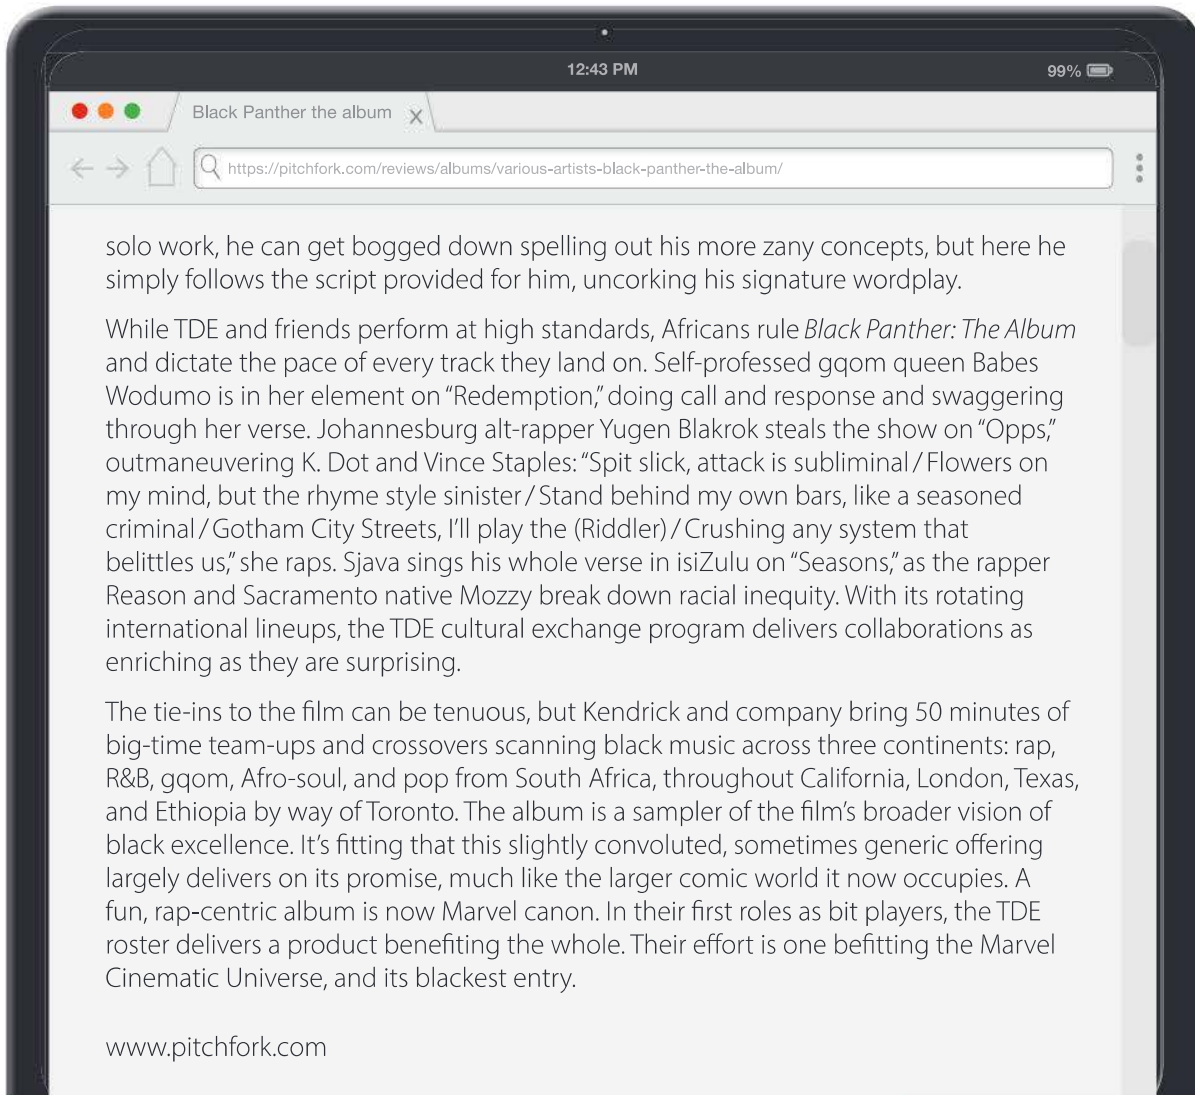 12:43 PM
99%
Black Panther the album
https://pitchfork.com/reviews/albums/various-artists-black-panther-the-album/
solo work, he can get bogged down spelling out his more zany concepts, but here he
simply follows the script provided for him, uncorking his signature wordplay.
While TDE and friends perform at high standards, Africans rule Black Panther: The Album
and dictate the pace of every track they land on. Self-professed gqom queen Babes
Wodumo is in her element on “Redemption,” doing call and response and swaggering
through her verse. Johannesburg alt-rapper Yugen Blakrok steals the show on “Opps,”
outmaneuvering K. Dot and Vince Staples: “Spit slick, attack is subliminal / Flowers on
my mind, but the rhyme style sinister / Stand behind my own bars, like a seasoned
criminal / Gotham City Streets, I’ll play the (Riddler) / Crushing any system that
belittles us,” she raps. Sjava sings his whole verse in isiZulu on “Seasons,” as the rapper
Reason and Sacramento native Mozzy break down racial inequity. With its rotating
international lineups, the TDE cultural exchange program delivers collaborations as
enriching as they are surprising.
The tie-ins to the film can be tenuous, but Kendrick and company bring 50 minutes of
big-time team-ups and crossovers scanning black music across three continents: rap,
R&B, gqom, Afro-soul, and pop from South Africa, throughout California, London, Texas,
and Ethiopia by way of Toronto. The album is a sampler of the film’s broader vision of
black excellence. It’s fitting that this slightly convoluted, sometimes generic offering
largely delivers on its promise, much like the larger comic world it now occupies. A
fun, rap-centric album is now Marvel canon. In their first roles as bit players, the TDE
roster delivers a product benefiting the whole. Their effort is one befitting the Marvel
Cinematic Universe, and its blackest entry.
www.pitchfork.com